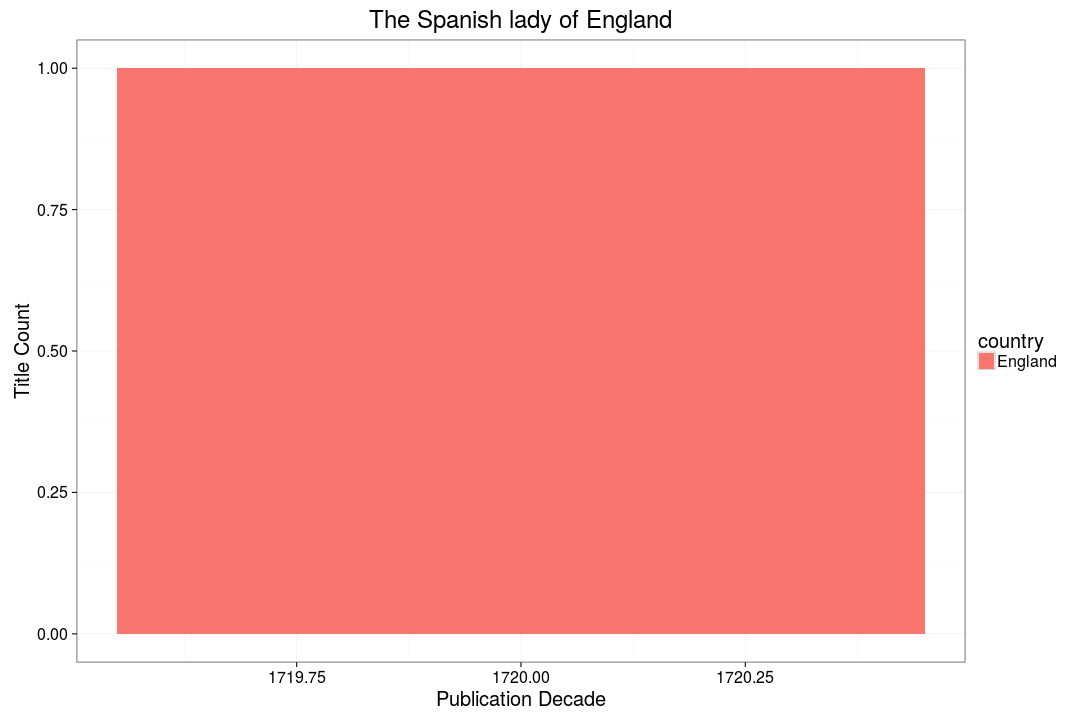 The Spanish lady of England
1.00
0.75
0.50
0.25
0.00
Title Count
1719.75 1720.00 1720.25
Publication Decade
country
England